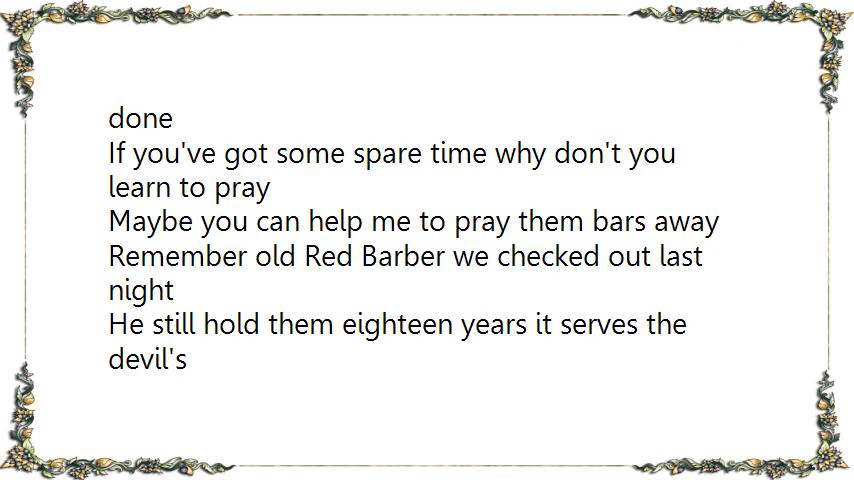 done
If you've got some spare time why don't you
learn to pray
Maybe you can help me to pray them bars away
Remember old Red Barber we checked out last
night
He still hold them eighteen years it serves the
devil's